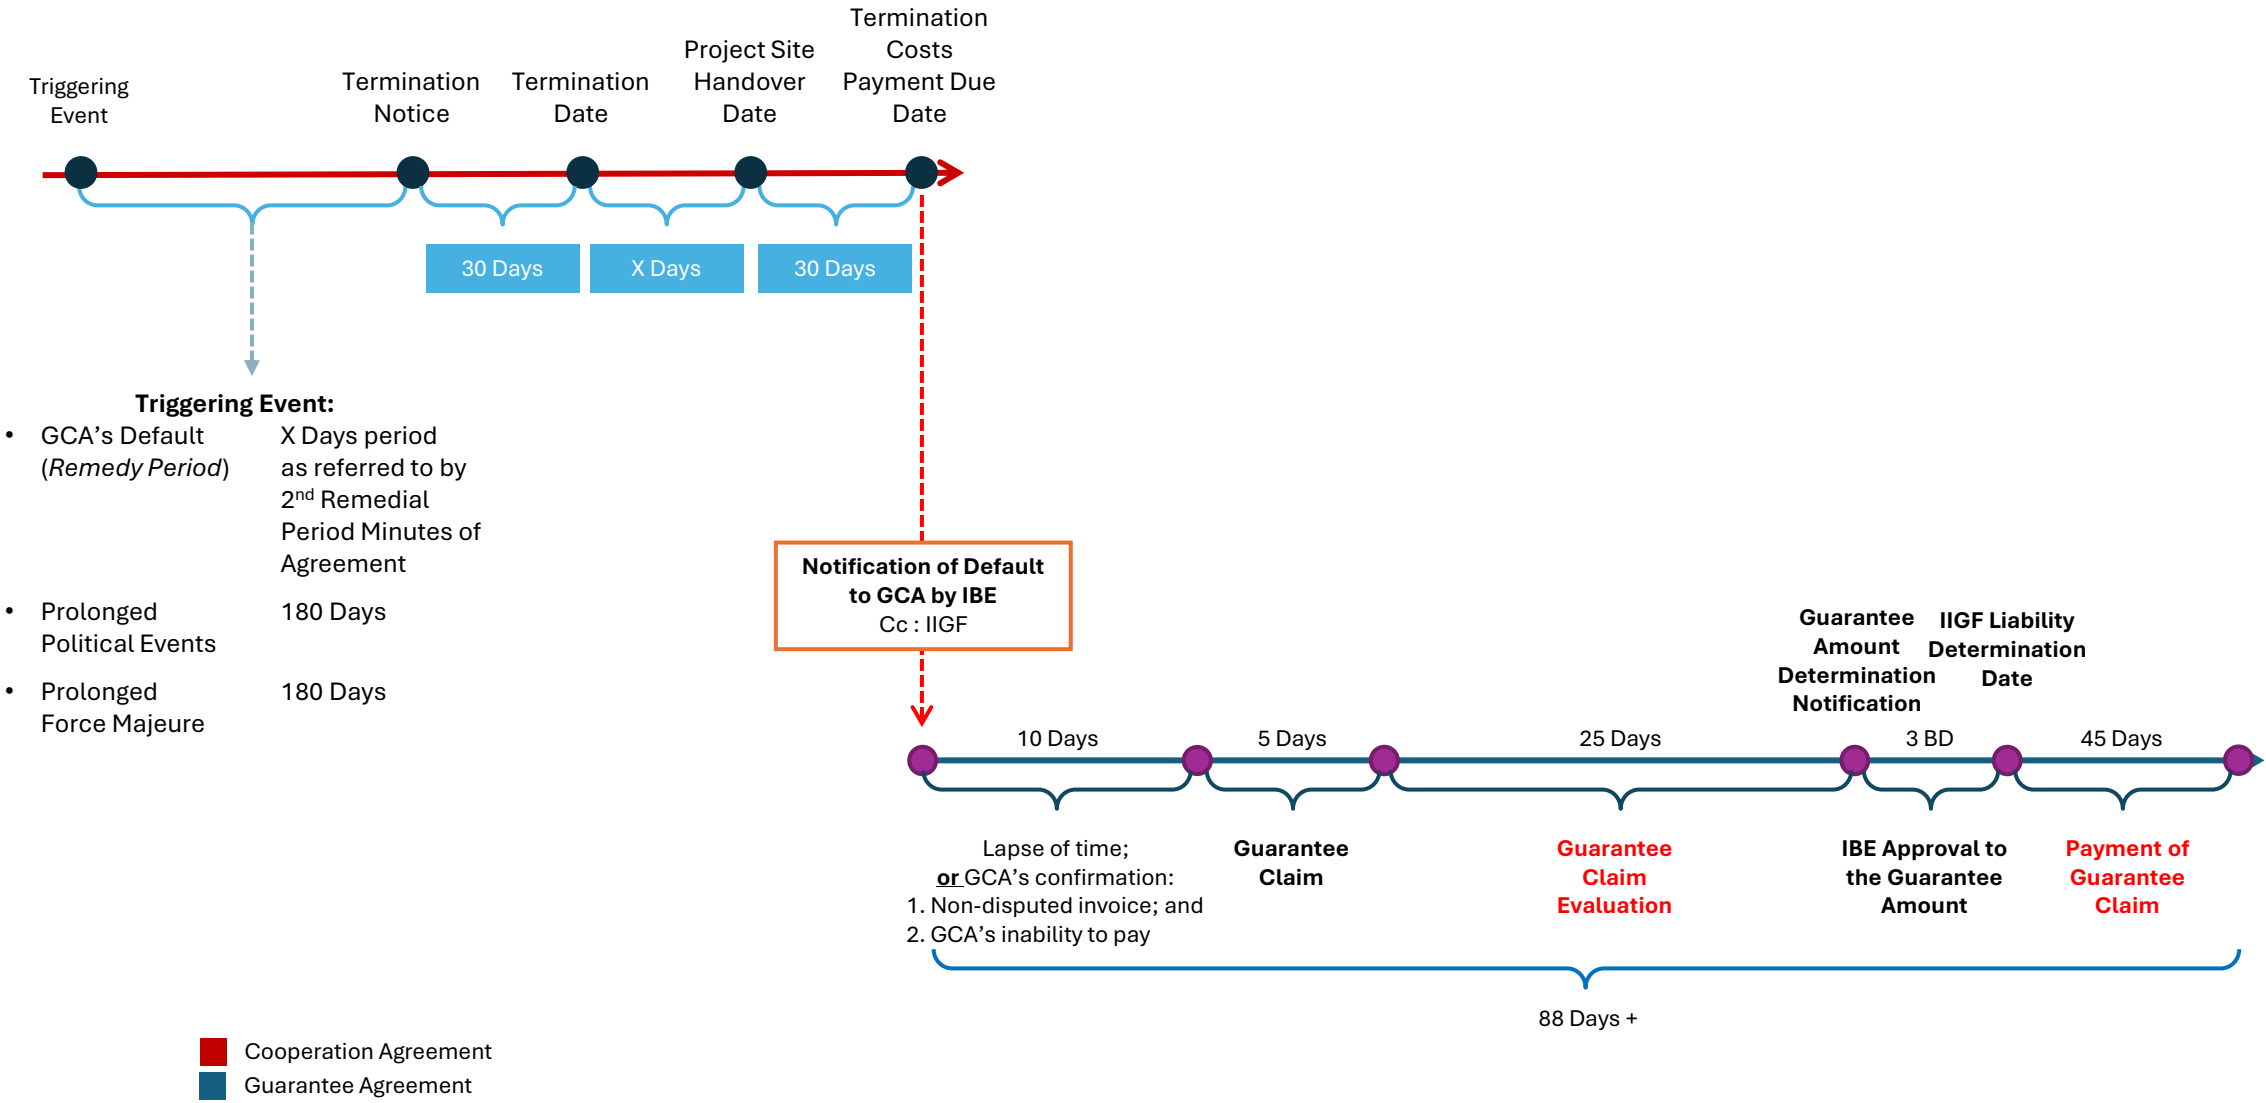 Triggering
Event
Termination
Notice
Termination
Date
Project Site
Handover
Date
Termination
Costs
Payment Due
Date
30 Days
X Days
30 Days
Triggering Event:
• GCA’s Default
(Remedy Period)
X Days period
as referred to by
2nd Remedial
Period Minutes of
Agreement
• Prolonged
Political Events
180 Days
• Prolonged
Force Majeure
180 Days
Notification of Default
to GCA by IBE
Cc : IIGF
Guarantee
Amount
Determination
Notification
IIGF Liability
Determination
Date
10 Days
5 Days
25 Days
3 BD
45 Days
Lapse of time;
or GCA’s confirmation:
1. Non-disputed invoice; and
2. GCA’s inability to pay
Guarantee
Claim
Guarantee
Claim
Evaluation
IBE Approval to
the Guarantee
Amount
Payment of
Guarantee
Claim
88 Days +
Cooperation Agreement
Guarantee Agreement